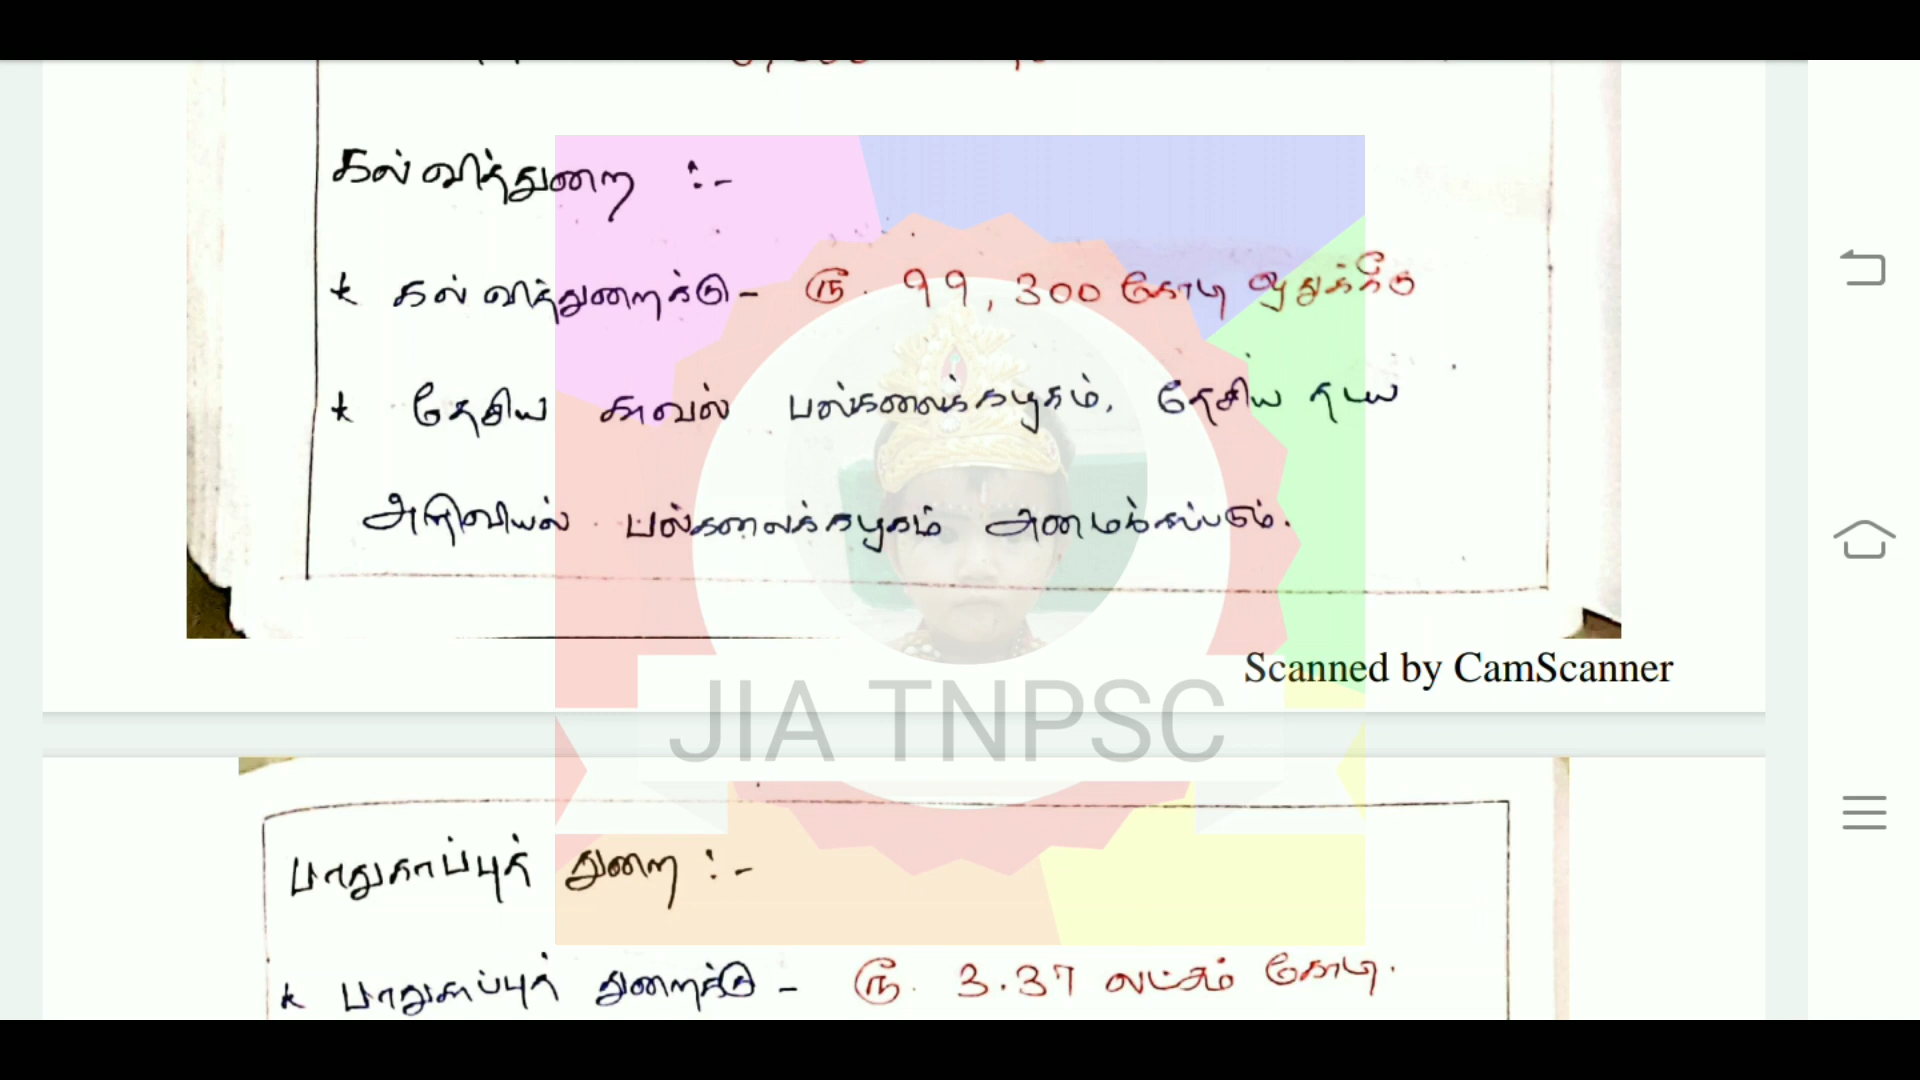 கல்வித்துறை :-
* கல்வித்துறைக்கு - ரூ. 99,300 கோடி ஒதுக்கீடு
* தேசிய காவல் பல்கலைக்கழகம், தேசிய தடய
அறிவியல் பல்கலைக்கழகம் அமைக்கப்படும்.
Scanned by CamScanner
JIA TNPSC
பாதுகாப்புத் துறை :-
* பாதுகாப்புத் துறைக்கு - ரூ. 3.37 லட்சம் கோடி.